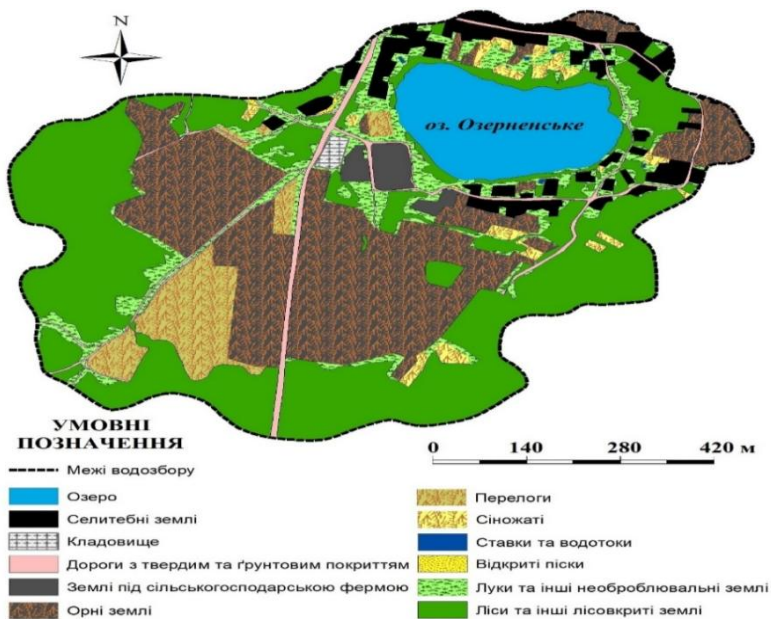 N
оз. Озерненське
УМОВНІ
ПОЗНАЧЕННЯ
0 140 280 420 м
Межі водозбору
Озеро
Селитебні землі
Кладовище
Дороги з твердим та ґрунтовим покриттям
Землі під сільськогосподарською фермою
Орні землі
Перелоги
Сіножаті
Ставки та водотоки
Відкриті піски
Луки та інші необроблювальні землі
Ліси та інші лісовкриті землі